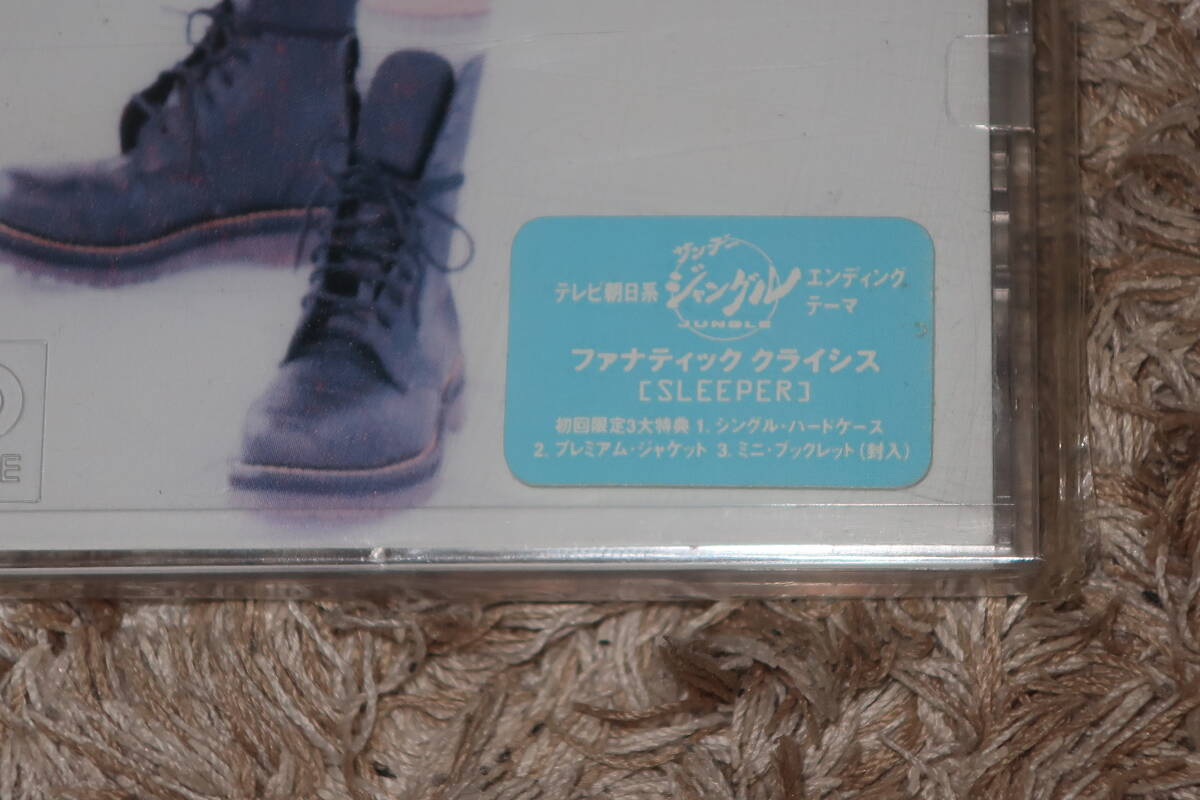 サンデー
テレビ朝日系 ジャングル エンディング
JUNGLE テーマ
ファナティック クライシス
[SLEEPER]
初回限定3大特典 1. シングル・ハードケース
2. プレミアム・ジャケット 3. ミニ・ブックレット(封入)